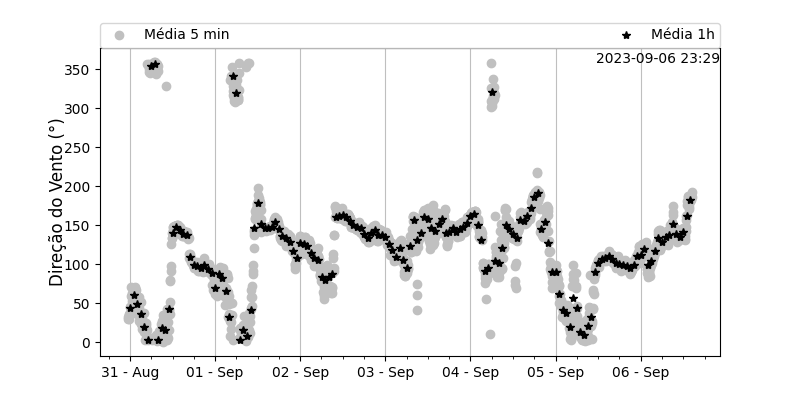 Média 5 min
Média 1h
2023-09-06 23:29
Direção do Vento (°)
350
300
250
200
150
100
50
0
31 - Aug
01 - Sep
02 - Sep
03 - Sep
04 - Sep
05 - Sep
06 - Sep